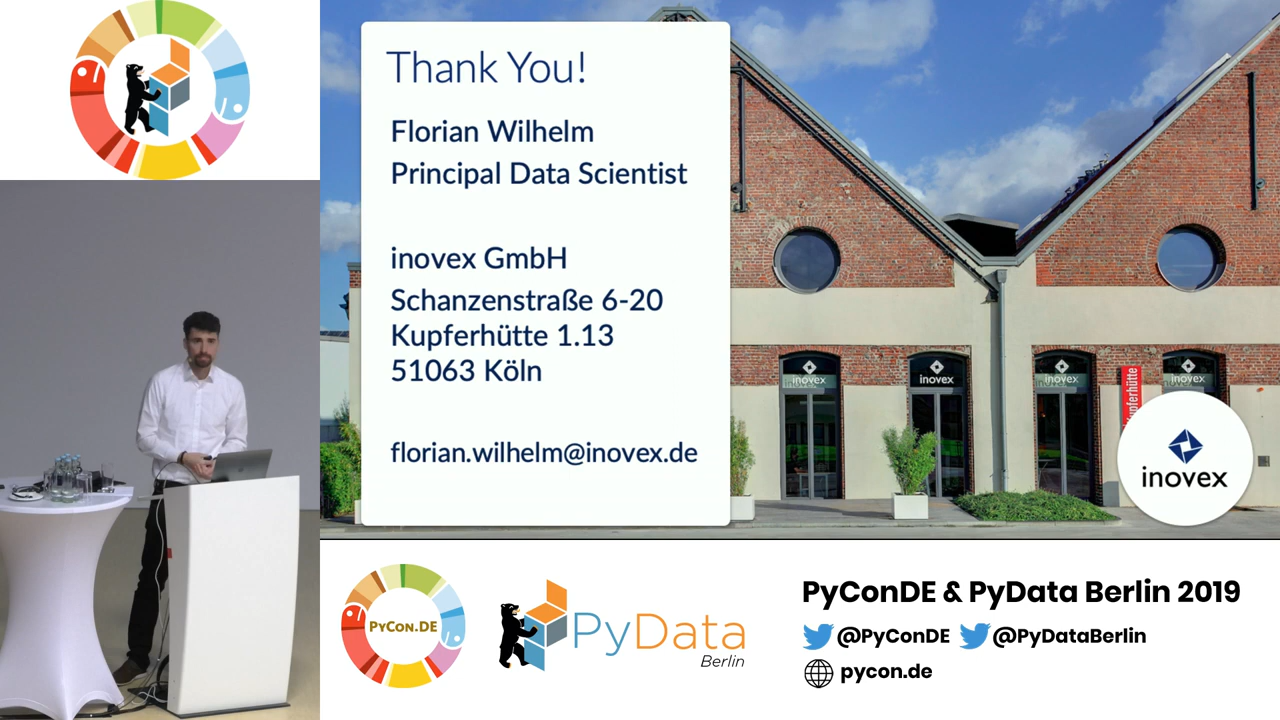 Thank You!
Florian Wilhelm
Principal Data Scientist
inovex GmbH
Schanzenstraße 6-20
Kupferhütte 1.13
51063 Köln
florian.wilhelm@inovex.de
inovex
inovex
inovex
inovex
inovex
PyCon.DE
PyData
Berlin
PyConDE & PyData Berlin 2019
@PyConDE @PyDataBerlin
pycon.de